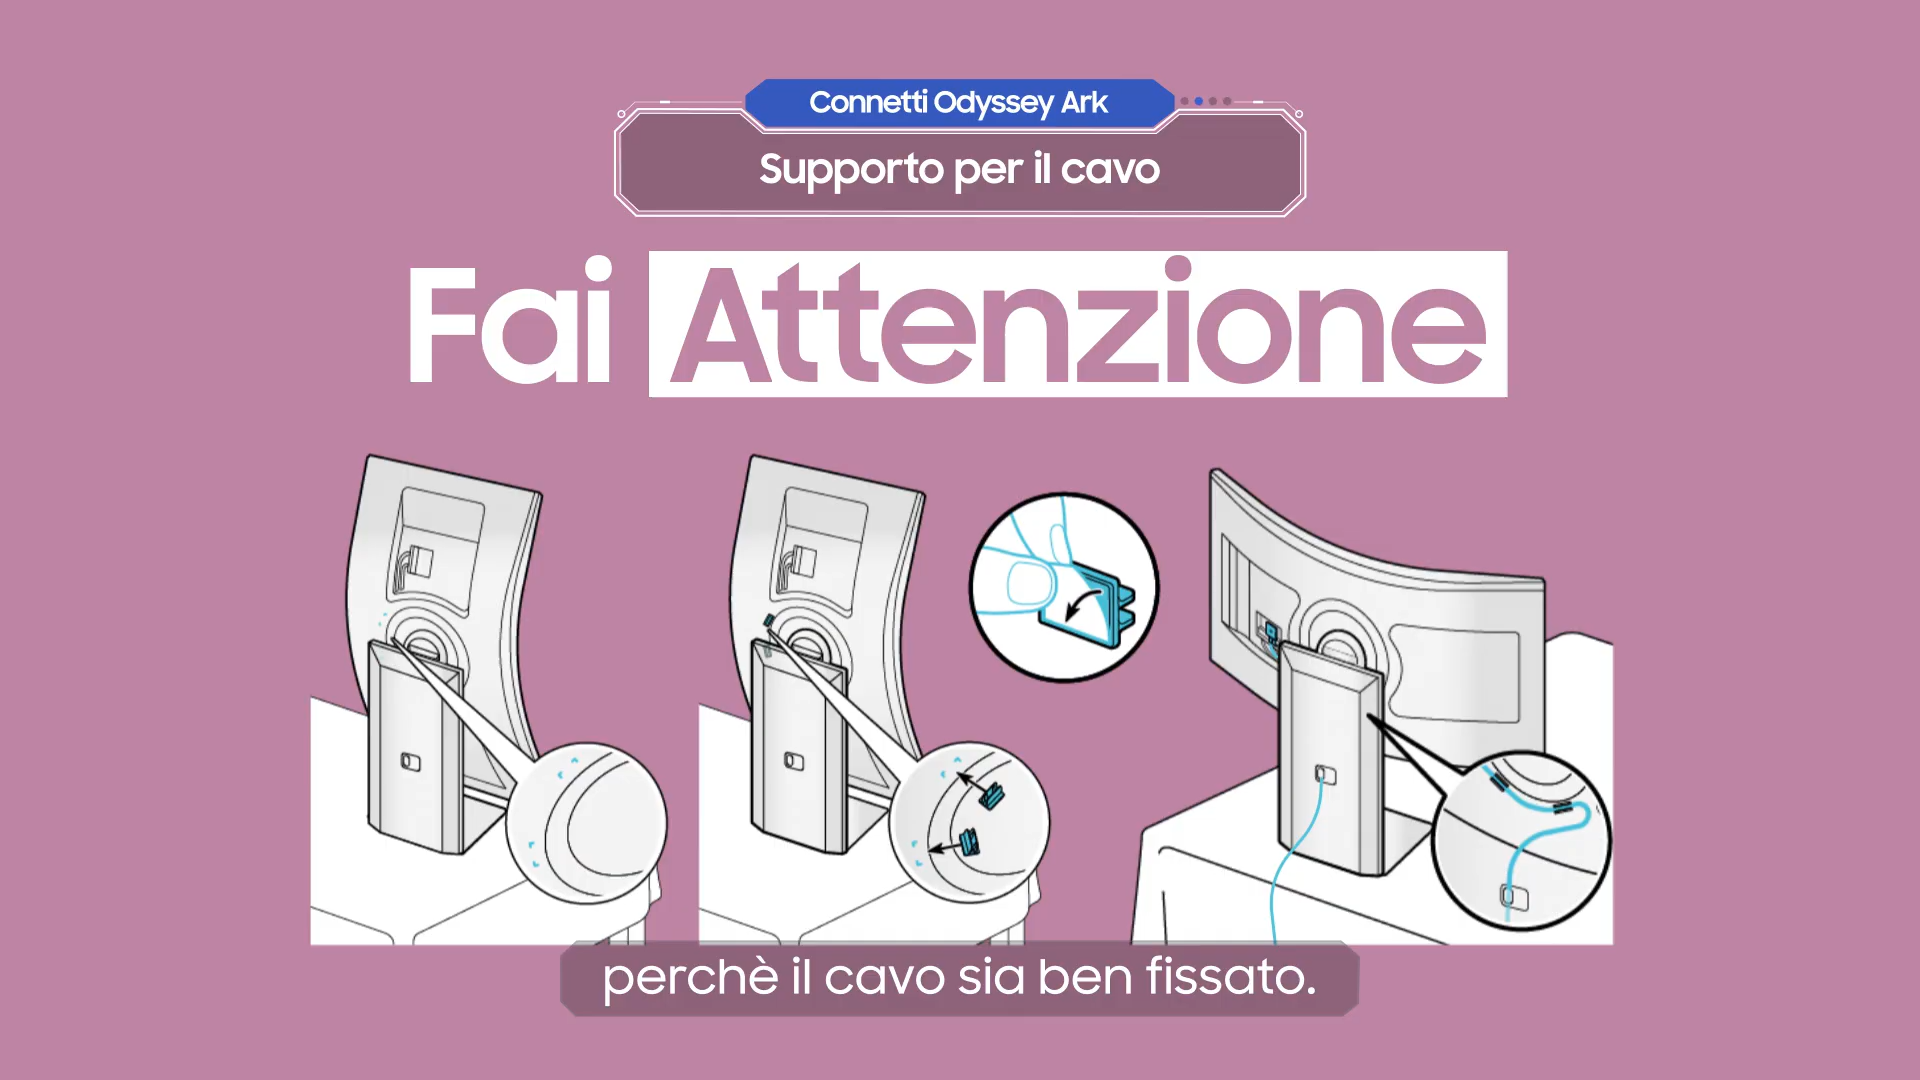 Connetti Odyssey Ark
Supporto per il cavo
Fai Attenzione
perchè il cavo sia ben fissato.